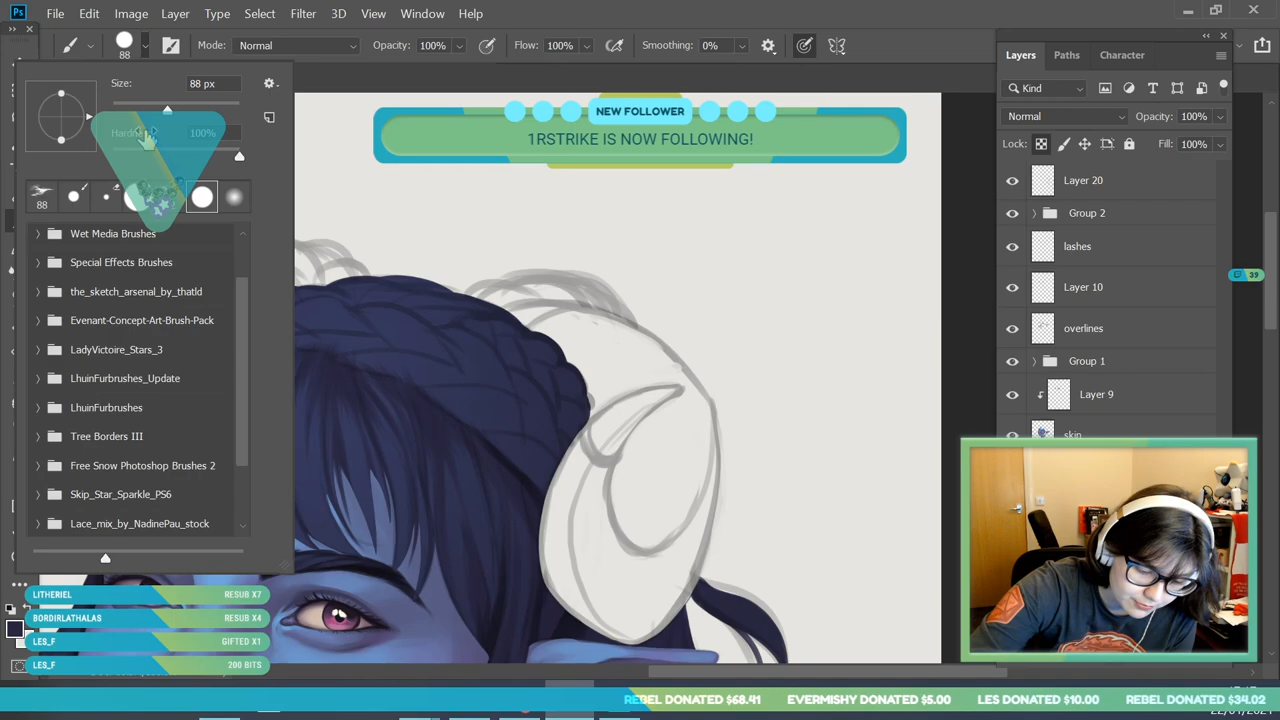 Ps File Edit Image Layer Type Select Filter 3D View Window Help
88 Mode: Normal Opacity: 100% Flow: 100% Smoothing: 0%
Size: 88 px
Hardness: 100%
88
Wet Media Brushes
Special Effects Brushes
the_sketch_arsenal_by_thatld
Evenant-Concept-Art-Brush-Pack
LadyVictoire_Stars_3
LhuinFurbrushes_Update
LhuinFurbrushes
Tree Borders III
Free Snow Photoshop Brushes 2
Skip_Star_Sparkle_PS6
Lace_mix_by_NadinePau_stock
NEW FOLLOWER
1RSTRIKE IS NOW FOLLOWING!
Layers Paths Character
Kind
Normal Opacity: 100%
Lock: Fill: 100%
Layer 20
Group 2
lashes
Layer 10
overlines
Group 1
Layer 9
skin
39
LITHERIEL RESUB X7
BORDIRLATHALAS RESUB X4
LES_F GIFTED X1
LES_F 200 BITS
REBEL DONATED $68.41 EVERMISHY DONATED $5.00 LES DONATED $10.00 REBEL DONATED $34.02